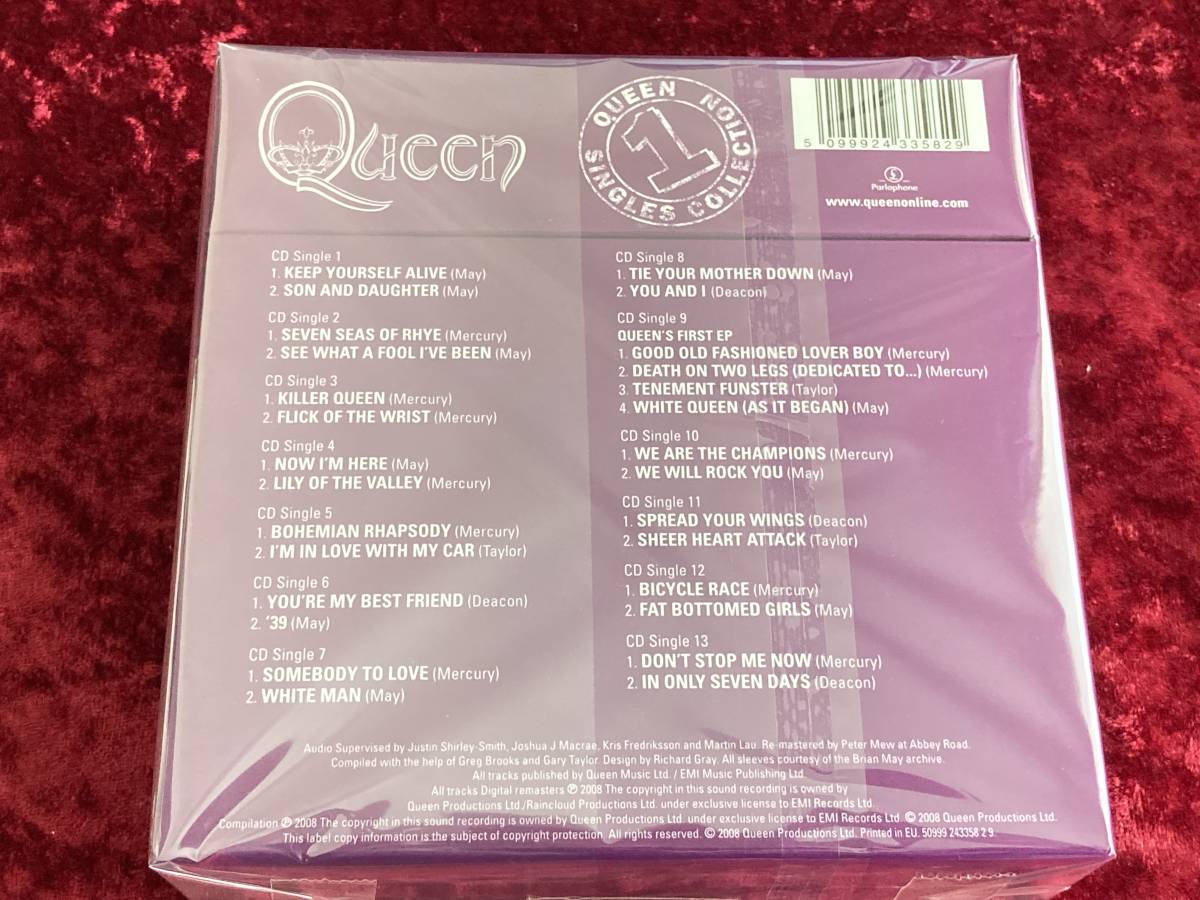 Queen
QUEEN
SINGLES COLLECTION
1
5 099924 335829
Parlophone
www.queenonline.com
CD Single 1
1. KEEP YOURSELF ALIVE (May)
2. SON AND DAUGHTER (May)
CD Single 2
1. SEVEN SEAS OF RHYE (Mercury)
2. SEE WHAT A FOOL I'VE BEEN (May)
CD Single 3
1. KILLER QUEEN (Mercury)
2. FLICK OF THE WRIST (Mercury)
CD Single 4
1. NOW I'M HERE (May)
2. LILY OF THE VALLEY (Mercury)
CD Single 5
1. BOHEMIAN RHAPSODY (Mercury)
2. I'M IN LOVE WITH MY CAR (Taylor)
CD Single 6
1. YOU'RE MY BEST FRIEND (Deacon)
2. '39 (May)
CD Single 7
1. SOMEBODY TO LOVE (Mercury)
2. WHITE MAN (May)
CD Single 8
1. TIE YOUR MOTHER DOWN (May)
2. YOU AND I (Deacon)
CD Single 9
QUEEN'S FIRST EP
1. GOOD OLD FASHIONED LOVER BOY (Mercury)
2. DEATH ON TWO LEGS (DEDICATED TO...) (Mercury)
3. TENEMENT FUNSTER (Taylor)
4. WHITE QUEEN (AS IT BEGAN) (May)
CD Single 10
1. WE ARE THE CHAMPIONS (Mercury)
2. WE WILL ROCK YOU (May)
CD Single 11
1. SPREAD YOUR WINGS (Deacon)
2. SHEER HEART ATTACK (Taylor)
CD Single 12
1. BICYCLE RACE (Mercury)
2. FAT BOTTOMED GIRLS (May)
CD Single 13
1. DON'T STOP ME NOW (Mercury)
2. IN ONLY SEVEN DAYS (Deacon)
Audio Supervised by Justin Shirley-Smith, Joshua J Macrae, Kris Fredriksson and Martin Lau. Re-mastered by Peter Mew at Abbey Road.
Compiled with the help of Greg Brooks and Gary Taylor. Design by Richard Gray. All sleeves courtesy of the Brian May archive.
All tracks published by Queen Music Ltd. / EMI Music Publishing Ltd.
All tracks Digital remasters ℗ 2008 The copyright in this sound recording is owned by
Queen Productions Ltd./Raincloud Productions Ltd. under exclusive license to EMI Records Ltd.
Compilation ℗ 2008 The copyright in this sound recording is owned by Queen Productions Ltd. under exclusive license to EMI Records Ltd. © 2008 Queen Productions Ltd.
This label copy information is the subject of copyright protection. All rights reserved. © 2008 Queen Productions Ltd. Printed in EU. 50999 243358 2 9